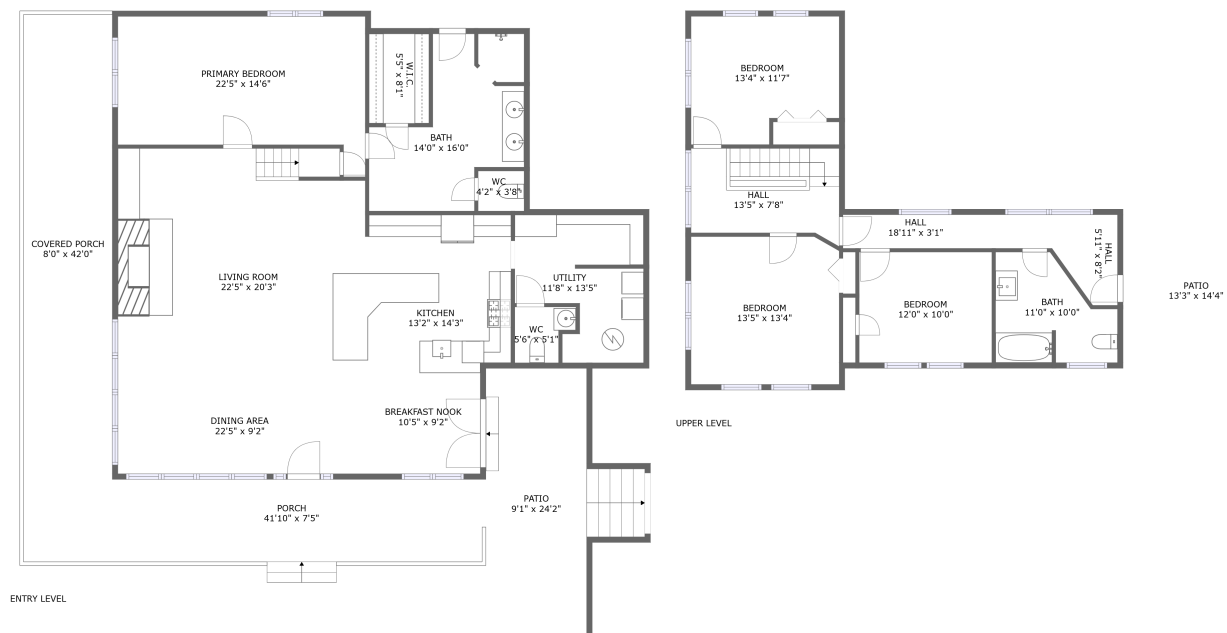 PRIMARY BEDROOM
22'5" x 14'6"
W.I.C.
5'5" x 8'1"
BATH
14'0" x 16'0"
WC
4'2" x 3'8"
COVERED PORCH
8'0" x 42'0"
LIVING ROOM
22'5" x 20'3"
KITCHEN
13'2" x 14'3"
UTILITY
11'8" x 13'5"
WC
5'6" x 5'1"
DINING AREA
22'5" x 9'2"
BREAKFAST NOOK
10'5" x 9'2"
PORCH
41'10" x 7'5"
PATIO
9'1" x 24'2"
ENTRY LEVEL
BEDROOM
13'4" x 11'7"
HALL
13'5" x 7'8"
HALL
18'11" x 3'1"
HALL
5'11" x 8'2"
BEDROOM
13'5" x 13'4"
BEDROOM
12'0" x 10'0"
BATH
11'0" x 10'0"
PATIO
13'3" x 14'4"
UPPER LEVEL